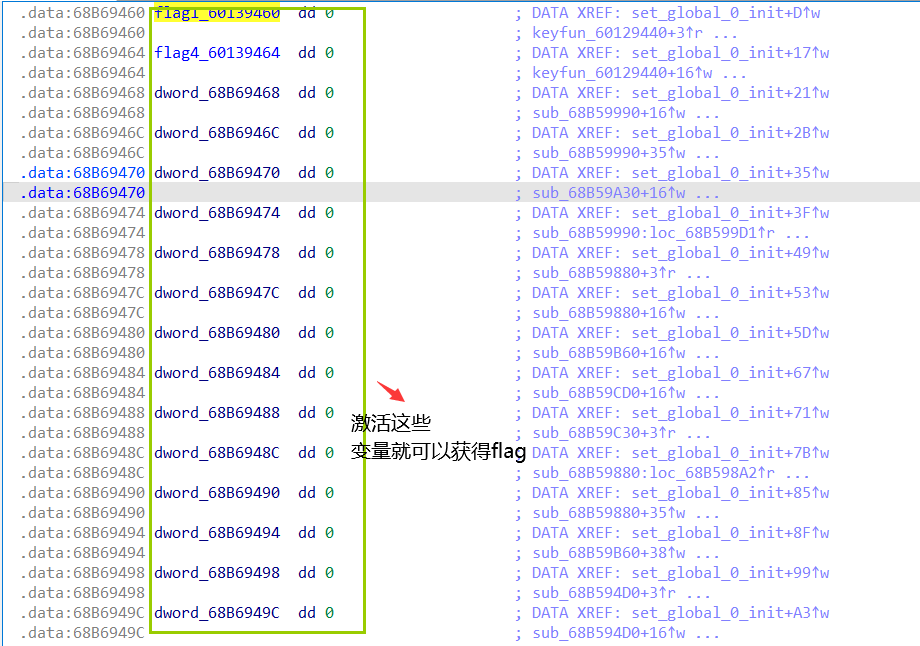 .data:68B69460 flag1_60139460 dd 0 ; DATA XREF: set_global_0_init+D↑w
.data:68B69460 ; keyfun_60129440+3↑r ...
.data:68B69464 flag4_60139464 dd 0 ; DATA XREF: set_global_0_init+17↑w
.data:68B69464 ; keyfun_60129440+16↑w ...
.data:68B69468 dword_68B69468 dd 0 ; DATA XREF: set_global_0_init+21↑w
.data:68B69468 ; sub_68B59990+16↑w ...
.data:68B6946C dword_68B6946C dd 0 ; DATA XREF: set_global_0_init+2B↑w
.data:68B6946C ; sub_68B59990+35↑w ...
.data:68B69470 dword_68B69470 dd 0 ; DATA XREF: set_global_0_init+35↑w
.data:68B69470 ; sub_68B59A30+16↑w ...
.data:68B69474 dword_68B69474 dd 0 ; DATA XREF: set_global_0_init+3F↑w
.data:68B69474 ; sub_68B59990:loc_68B599D1↑r ...
.data:68B69478 dword_68B69478 dd 0 ; DATA XREF: set_global_0_init+49↑w
.data:68B69478 ; sub_68B59880+3↑r ...
.data:68B6947C dword_68B6947C dd 0 ; DATA XREF: set_global_0_init+53↑w
.data:68B6947C ; sub_68B59880+16↑w ...
.data:68B69480 dword_68B69480 dd 0 ; DATA XREF: set_global_0_init+5D↑w
.data:68B69480 ; sub_68B59B60+16↑w ...
.data:68B69484 dword_68B69484 dd 0 ; DATA XREF: set_global_0_init+67↑w
.data:68B69484 ; sub_68B59CD0+16↑w ...
.data:68B69488 dword_68B69488 dd 0 ; DATA XREF: set_global_0_init+71↑w
.data:68B69488 ; sub_68B59C30+3↑r ...
激活这些
变量就可以获得flag
.data:68B6948C dword_68B6948C dd 0 ; DATA XREF: set_global_0_init+7B↑w
.data:68B6948C ; sub_68B59880:loc_68B598A2↑r ...
.data:68B69490 dword_68B69490 dd 0 ; DATA XREF: set_global_0_init+85↑w
.data:68B69490 ; sub_68B59880+35↑w ...
.data:68B69494 dword_68B69494 dd 0 ; DATA XREF: set_global_0_init+8F↑w
.data:68B69494 ; sub_68B59B60+38↑w ...
.data:68B69498 dword_68B69498 dd 0 ; DATA XREF: set_global_0_init+99↑w
.data:68B69498 ; sub_68B594D0+3↑r ...
.data:68B6949C dword_68B6949C dd 0 ; DATA XREF: set_global_0_init+A3↑w
.data:68B6949C ; sub_68B594D0+16↑w ...